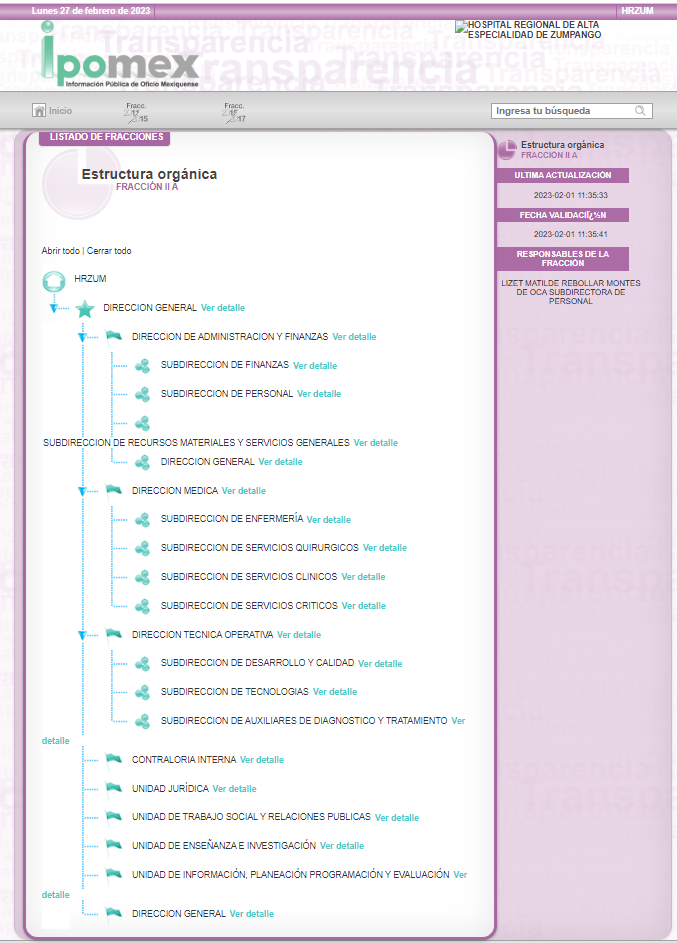 Lunes 27 de febrero de 2023
HRZUM
HOSPITAL REGIONAL DE ALTA
ESPECIALIDAD DE ZUMPANGO
Transparencia
ipomex
Información Pública de Oficio Mexiquense
Inicio
Fracc.
15
Fracc.
17
Ingresa tu búsqueda
LISTADO DE FRACCIONES
Estructura orgánica
FRACCIÓN II A
Abrir todo | Cerrar todo
HRZUM
DIRECCION GENERAL Ver detalle
DIRECCION DE ADMINISTRACION Y FINANZAS Ver detalle
SUBDIRECCION DE FINANZAS Ver detalle
SUBDIRECCION DE PERSONAL Ver detalle
SUBDIRECCION DE RECURSOS MATERIALES Y SERVICIOS GENERALES Ver detalle
DIRECCION GENERAL Ver detalle
DIRECCION MEDICA Ver detalle
SUBDIRECCION DE ENFERMERÍA Ver detalle
SUBDIRECCION DE SERVICIOS QUIRURGICOS Ver detalle
SUBDIRECCION DE SERVICIOS CLINICOS Ver detalle
SUBDIRECCION DE SERVICIOS CRITICOS Ver detalle
DIRECCION TECNICA OPERATIVA Ver detalle
SUBDIRECCION DE DESARROLLO Y CALIDAD Ver detalle
SUBDIRECCION DE TECNOLOGIAS Ver detalle
SUBDIRECCION DE AUXILIARES DE DIAGNOSTICO Y TRATAMIENTO Ver
detalle
CONTRALORIA INTERNA Ver detalle
UNIDAD JURÍDICA Ver detalle
UNIDAD DE TRABAJO SOCIAL Y RELACIONES PUBLICAS Ver detalle
UNIDAD DE ENSEÑANZA E INVESTIGACIÓN Ver detalle
UNIDAD DE INFORMACIÓN, PLANEACIÓN PROGRAMACIÓN Y EVALUACIÓN Ver
detalle
DIRECCION GENERAL Ver detalle
Estructura orgánica
FRACCIÓN II A
ULTIMA ACTUALIZACIÓN
2023-02-01 11:35:33
FECHA VALIDACIï¿½N
2023-02-01 11:35:41
RESPONSABLES DE LA
FRACCIÓN
LIZET MATILDE REBOLLAR MONTES
DE OCA SUBDIRECTORA DE
PERSONAL